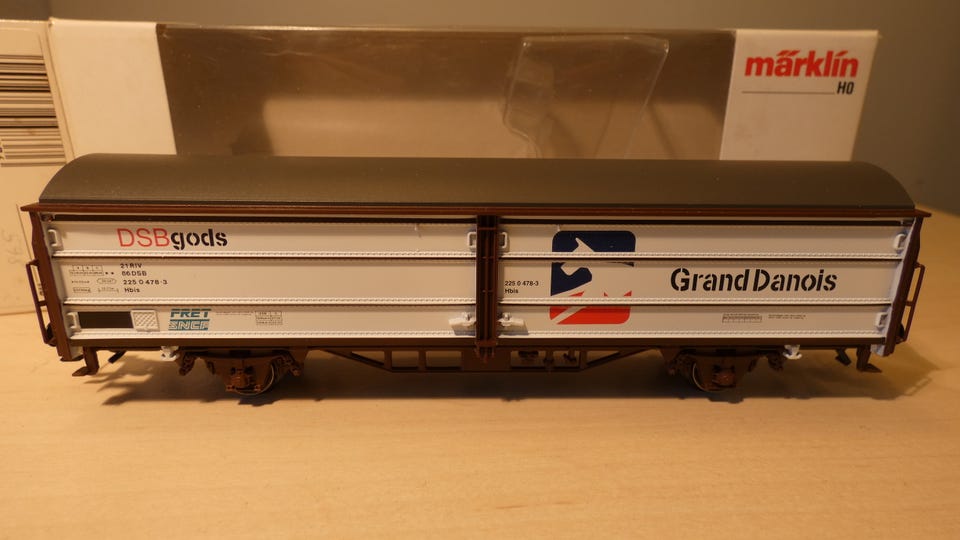 märklin
HO
DSBgods
21 RIV
86 DSB
225 0 478-3
Hbis
225 0 478-3
Hbis
Grand Danois
FRET
SNCF